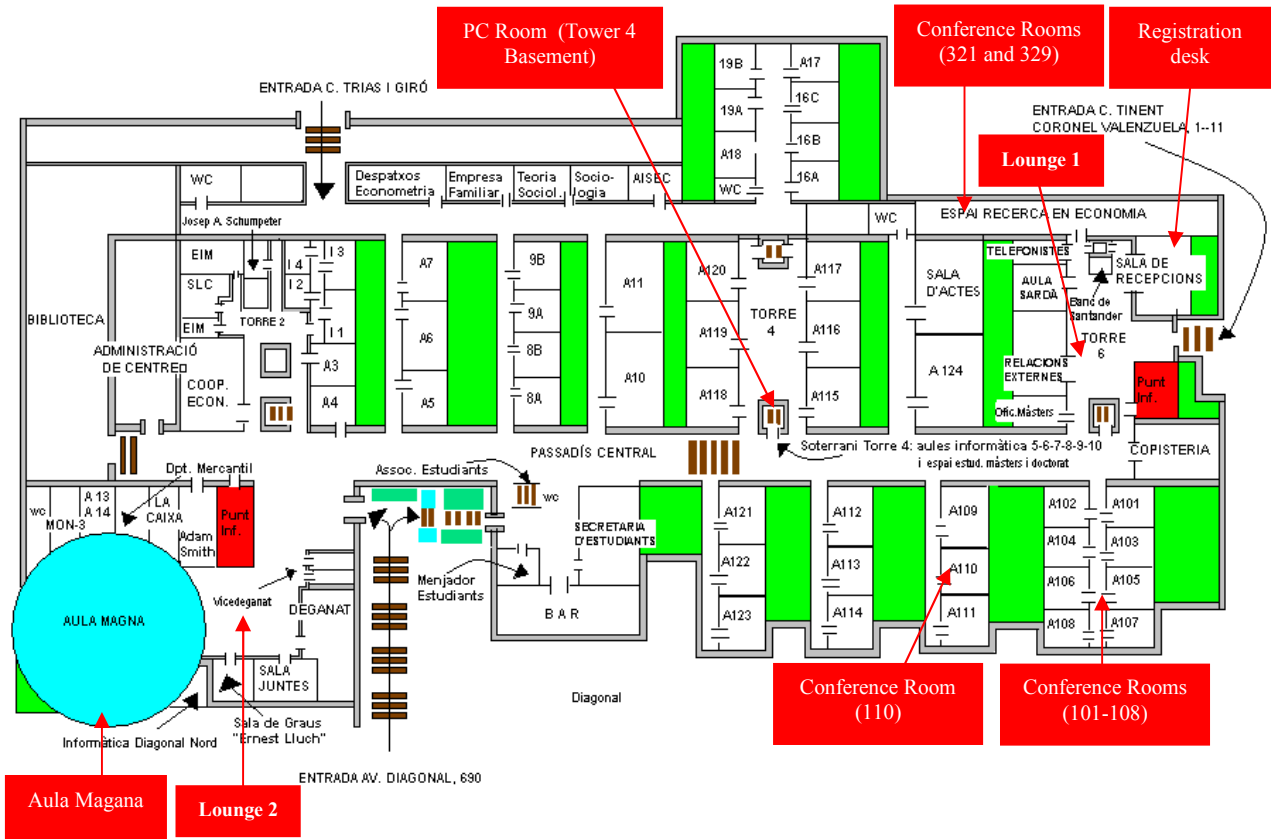 PC Room (Tower 4
Basement)
Conference Rooms
(321 and 329)
Registration
desk
ENTRADA C. TRIAS I GIRÓ
ENTRADA C. TINENT
CORONEL VALENZUELA, 1--11
Lounge 1
19B
A17
19A
16C
A18
16B
WC
16A
WC
Despatxos
Econometria
Empresa
Familiar
Teoria
Sociol.
Socio-
logia
AISEC
Josep A. Schumpeter
WC
ESPAI RECERCA EN ECONOMIA
EIM
SLC
EIM
I 4
I 2
I 3
I 1
TORRE 2
A3
A4
A7
A6
A5
9B
9A
8B
8A
A11
A10
A120
A119
A118
TORRE
4
A117
A116
A115
SALA
D'ACTES
A 124
TELEFONISTES
AULA
SARDÀ
Banc de
Santander
SALA DE
RECEPCIONS
TORRE
6
RELACIONS
EXTERNES
Ofic.Màsters
Punt
Inf.
BIBLIOTECA
ADMINISTRACIÓ
DE CENTRE□
COOP.
ECON.
COPISTERIA
PASSADÍS CENTRAL
Soterrani Torre 4: aules informàtica 5-6-7-8-9-10
i espai estud. màsters i doctorat
Dpt. Mercantil
Assoc. Estudiants
wc
wc
MON-3
A 13
A 14
LA
CAIXA
Adam
Smith
Punt
Inf.
SECRETARIA
D'ESTUDIANTS
Menjador
Estudiants
BAR
A121
A122
A123
A112
A113
A114
A109
A110
A111
A102
A104
A106
A108
A101
A103
A105
A107
Vicedeganat
DEGANAT
AULA MAGNA
SALA
JUNTES
Diagonal
Sala de Graus
"Ernest Lluch"
Informàtica Diagonal Nord
Conference Room
(110)
Conference Rooms
(101-108)
ENTRADA AV. DIAGONAL, 690
Aula Magana
Lounge 2